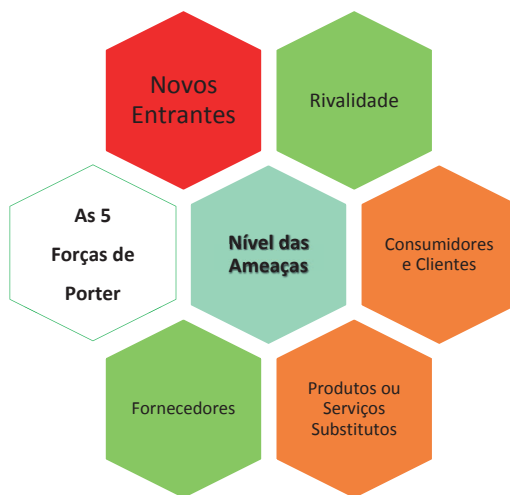 Novos
Entrantes
Rivalidade
As 5
Forças de
Porter
Nível das
Ameaças
Consumidores
e Clientes
Fornecedores
Produtos ou
Serviços
Substitutos